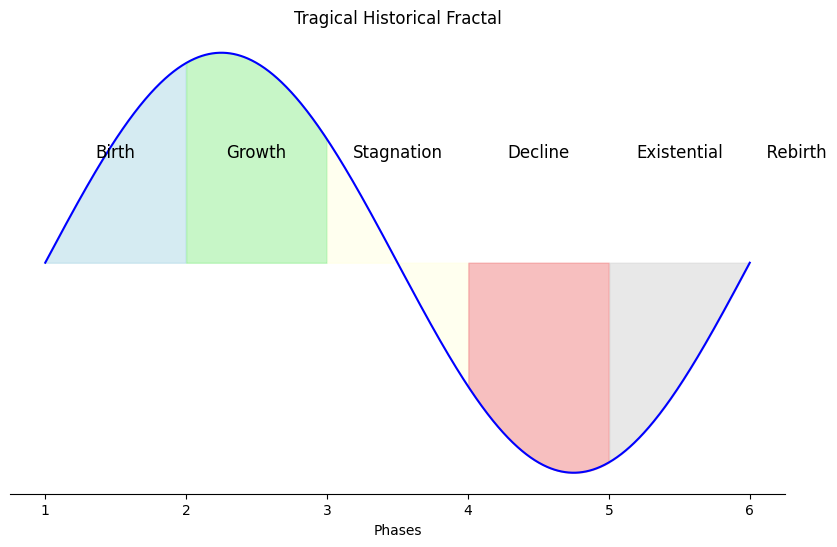 Tragical Historical Fractal
Birth Growth Stagnation Decline Existential Rebirth
1 2 3 4 5 6
Phases